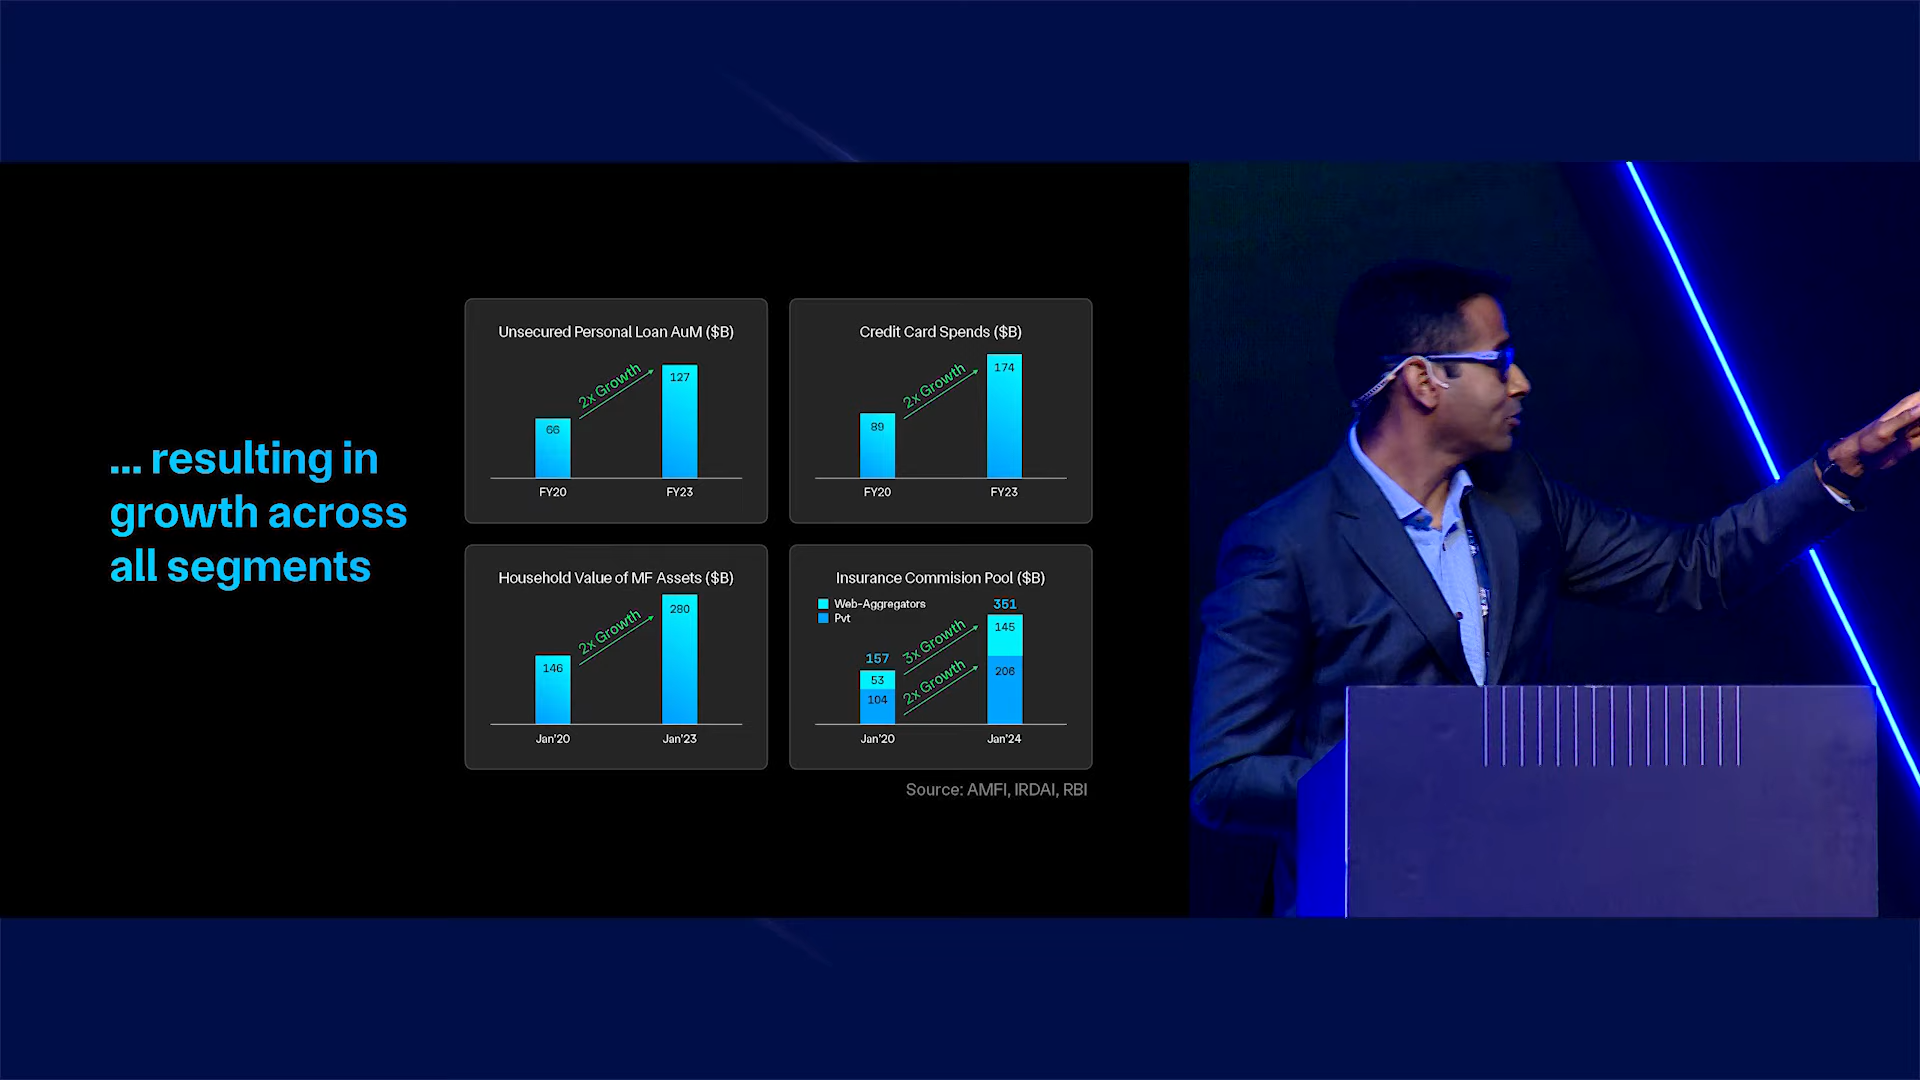 ... resulting in
growth across
all segments
Unsecured Personal Loan AuM ($B)
2x Growth
66
127
FY20
FY23
Credit Card Spends ($B)
2x Growth
89
174
FY20
FY23
Household Value of MF Assets ($B)
2x Growth
146
280
Jan'20
Jan'23
Insurance Commision Pool ($B)
Web-Aggregators
Pvt
157
53
104
3x Growth
2x Growth
351
145
206
Jan'20
Jan'24
Source: AMFI, IRDAI, RBI